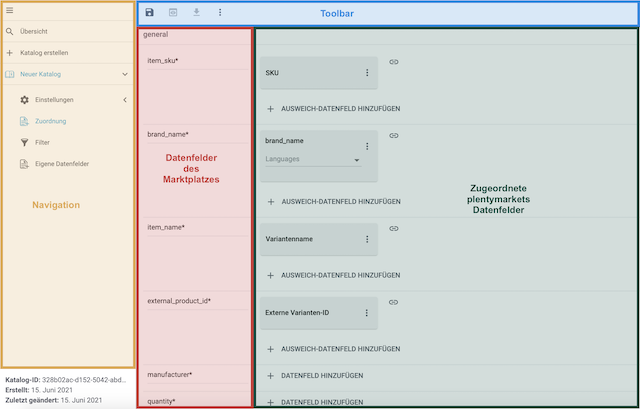 Toolbar
Übersicht
Katalog erstellen
Neuer Katalog
Einstellungen
Zuordnung
Filter
Eigene Datenfelder
Navigation
Katalog-ID: 328b02ac-d152-5042-abd...
Erstellt: 15. Juni 2021
Zuletzt geändert: 15. Juni 2021
general
item_sku*
SKU
AUSWEICH-DATENFELD HINZUFÜGEN
brand_name*
brand_name
Languages
AUSWEICH-DATENFELD HINZUFÜGEN
Datenfelder
des
Marktplatzes
Zugeordnete
plentymarkets
Datenfelder
item_name*
Variantenname
AUSWEICH-DATENFELD HINZUFÜGEN
external_product_id*
Externe Varianten-ID
AUSWEICH-DATENFELD HINZUFÜGEN
manufacturer*
DATENFELD HINZUFÜGEN
quantity*
DATENFELD HINZUFÜGEN